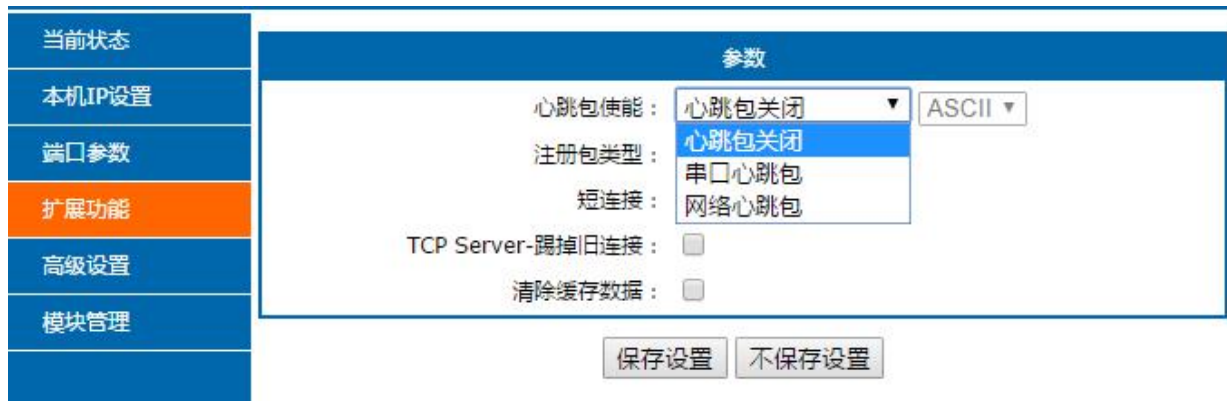 当前状态
本机IP设置
端口参数
扩展功能
高级设置
模块管理
参数
心跳包使能： 心跳包关闭 ASCII
心跳包关闭
注册包类型：
串口心跳包
短连接： 网络心跳包
TCP Server-踢掉旧连接：
清除缓存数据：
保存设置 不保存设置